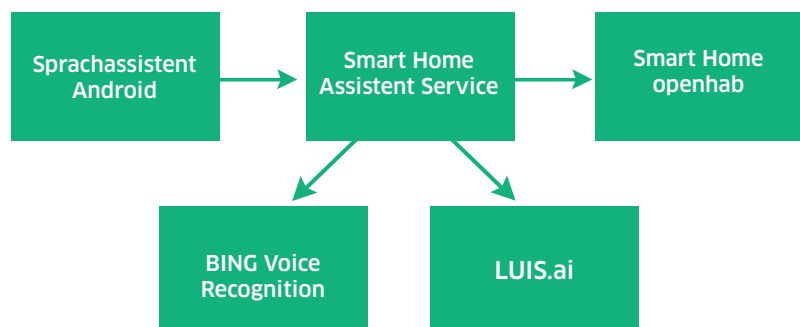 Sprachassistent
Android
Smart Home
Assistent Service
Smart Home
openhab
BING Voice
Recognition
LUIS.ai